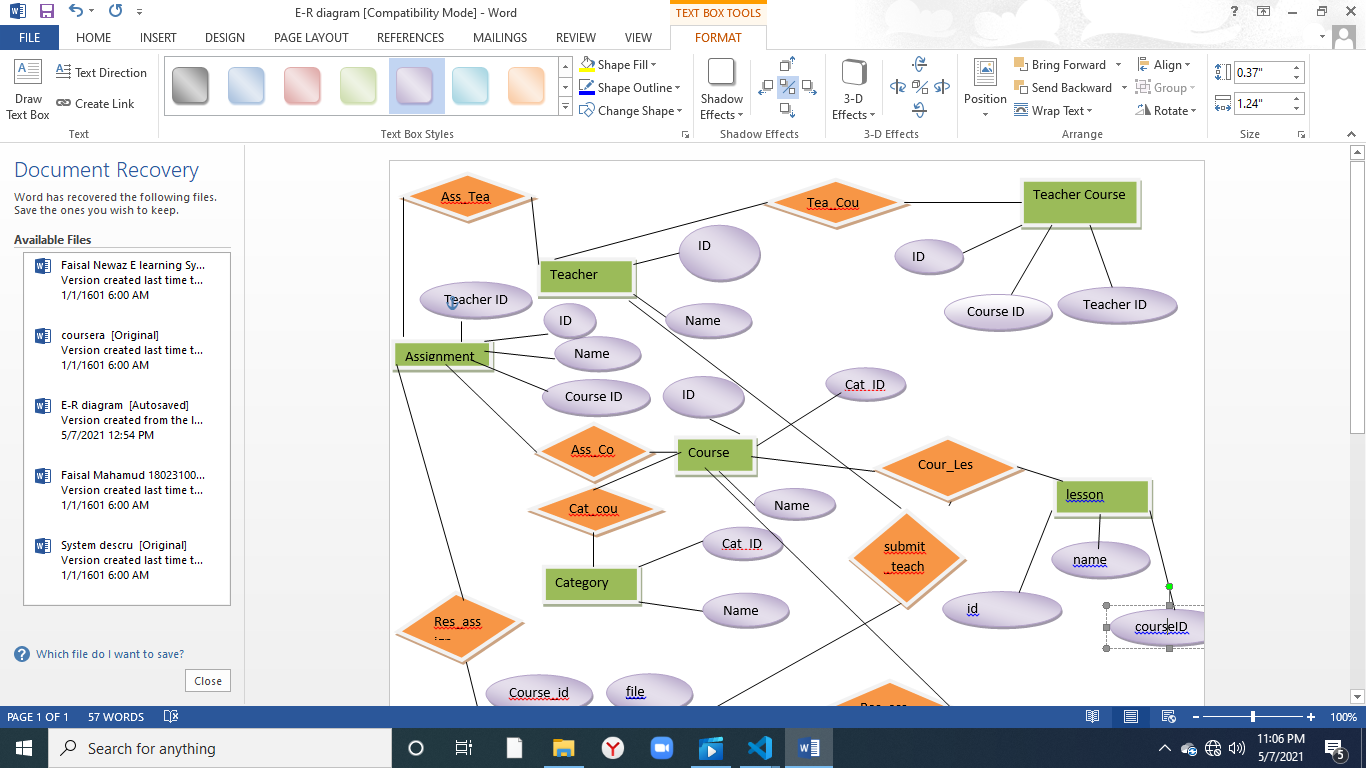 E-R diagram [Compatibility Mode] - Word
TEXT BOX TOOLS
FILE
HOME
INSERT
DESIGN
PAGE LAYOUT
REFERENCES
MAILINGS
REVIEW
VIEW
FORMAT
Draw
Text Box
Text Direction
Create Link
Text
Text Box Styles
Shape Fill
Shape Outline
Change Shape
Shadow
Effects
Shadow Effects
3-D
Effects
3-D Effects
Position
Bring Forward
Send Backward
Wrap Text
Align
Group
Rotate
Arrange
0.37"
1.24"
Size
Document Recovery
Word has recovered the following files.
Save the ones you wish to keep.
Available Files
Faisal Newaz E learning Sy...
Version created last time t...
1/1/1601 6:00 AM
coursera [Original]
Version created last time t...
1/1/1601 6:00 AM
E-R diagram [Autosaved]
Version created from the l...
5/7/2021 12:54 PM
Faisal Mahamud 18023100...
Version created last time t...
1/1/1601 6:00 AM
System descru [Original]
Version created last time t...
1/1/1601 6:00 AM
Which file do I want to save?
Close
Ass_Tea
Tea_Cou
Teacher Course
ID
Teacher
ID
Teacher ID
Course ID
Teacher ID
ID
Name
Assignment
Name
Course ID
ID
Cat_ID
Ass_Co
Course
Cour_Les
lesson
Cat_cou
Name
Cat_ID
submit
_teach
name
Category
Name
id
Res_ass
courseID
Course_id
file
PAGE 1 OF 1
57 WORDS
100%
Search for anything
11:06 PM
5/7/2021
5